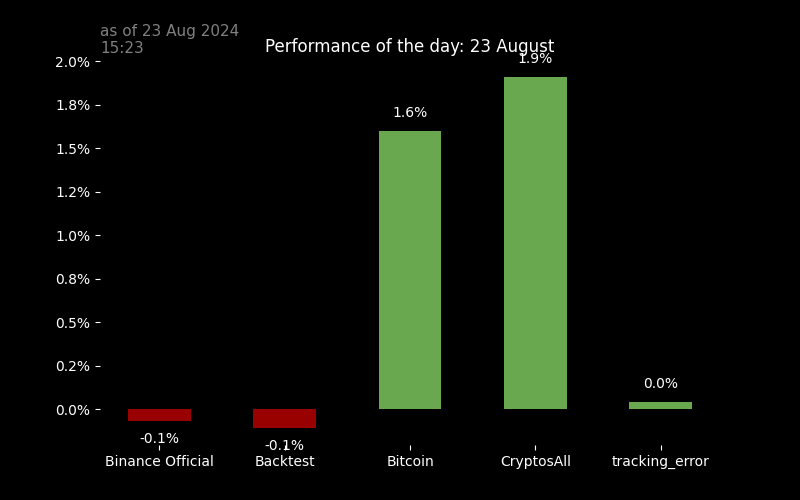 as of 23 Aug 2024
15:23
Performance of the day: 23 August
2.0%
1.8%
1.5%
1.2%
1.0%
0.8%
0.5%
0.2%
0.0%
-0.1%
-0.1%
1.6%
1.9%
0.0%
Binance Official
Backtest
Bitcoin
CryptosAll
tracking_error